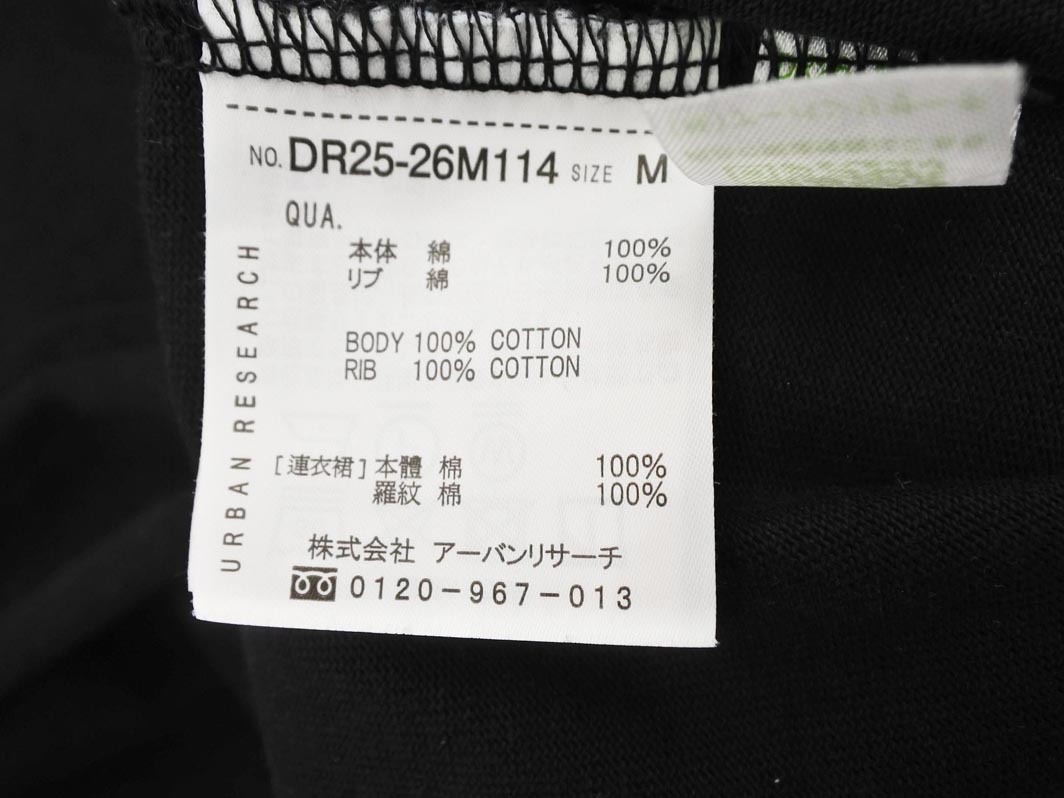 NO. DR25-26M114 SIZE M
QUA.
本体 綿 100%
リブ 綿 100%
BODY 100% COTTON
RIB 100% COTTON
[連衣裙] 本體 棉 100%
羅紋 棉 100%
株式会社 アーバンリサーチ
0120-967-013
URBAN RESEARCH